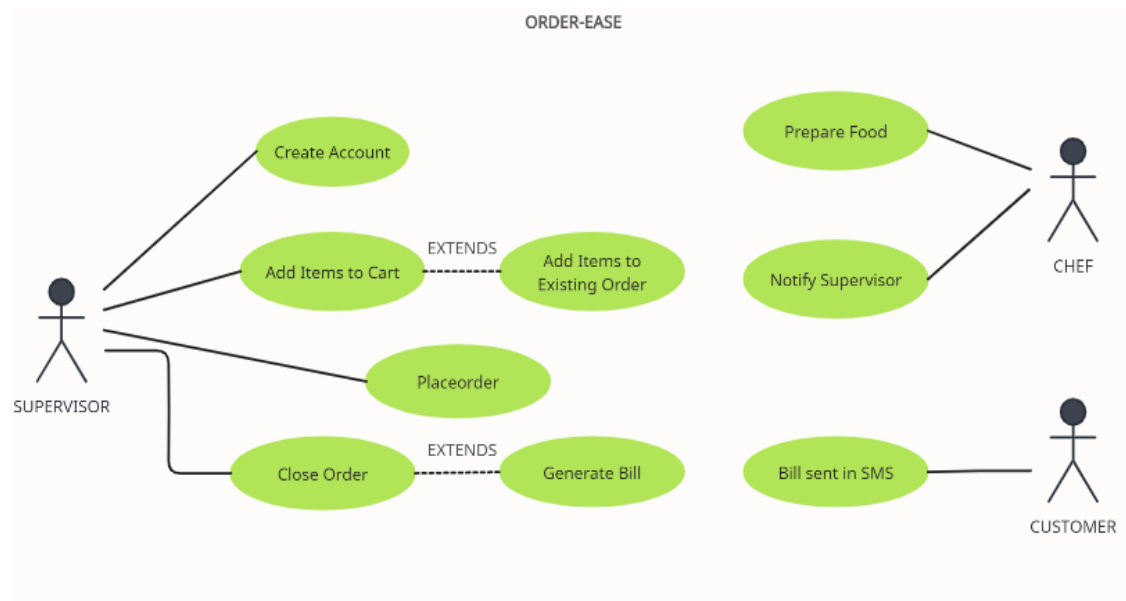 ORDER-EASE
Create Account
Prepare Food
CHEF
EXTENDS
Add Items to Cart
Add Items to
Existing Order
Notify Supervisor
SUPERVISOR
Placeorder
EXTENDS
Close Order
Generate Bill
Bill sent in SMS
CUSTOMER